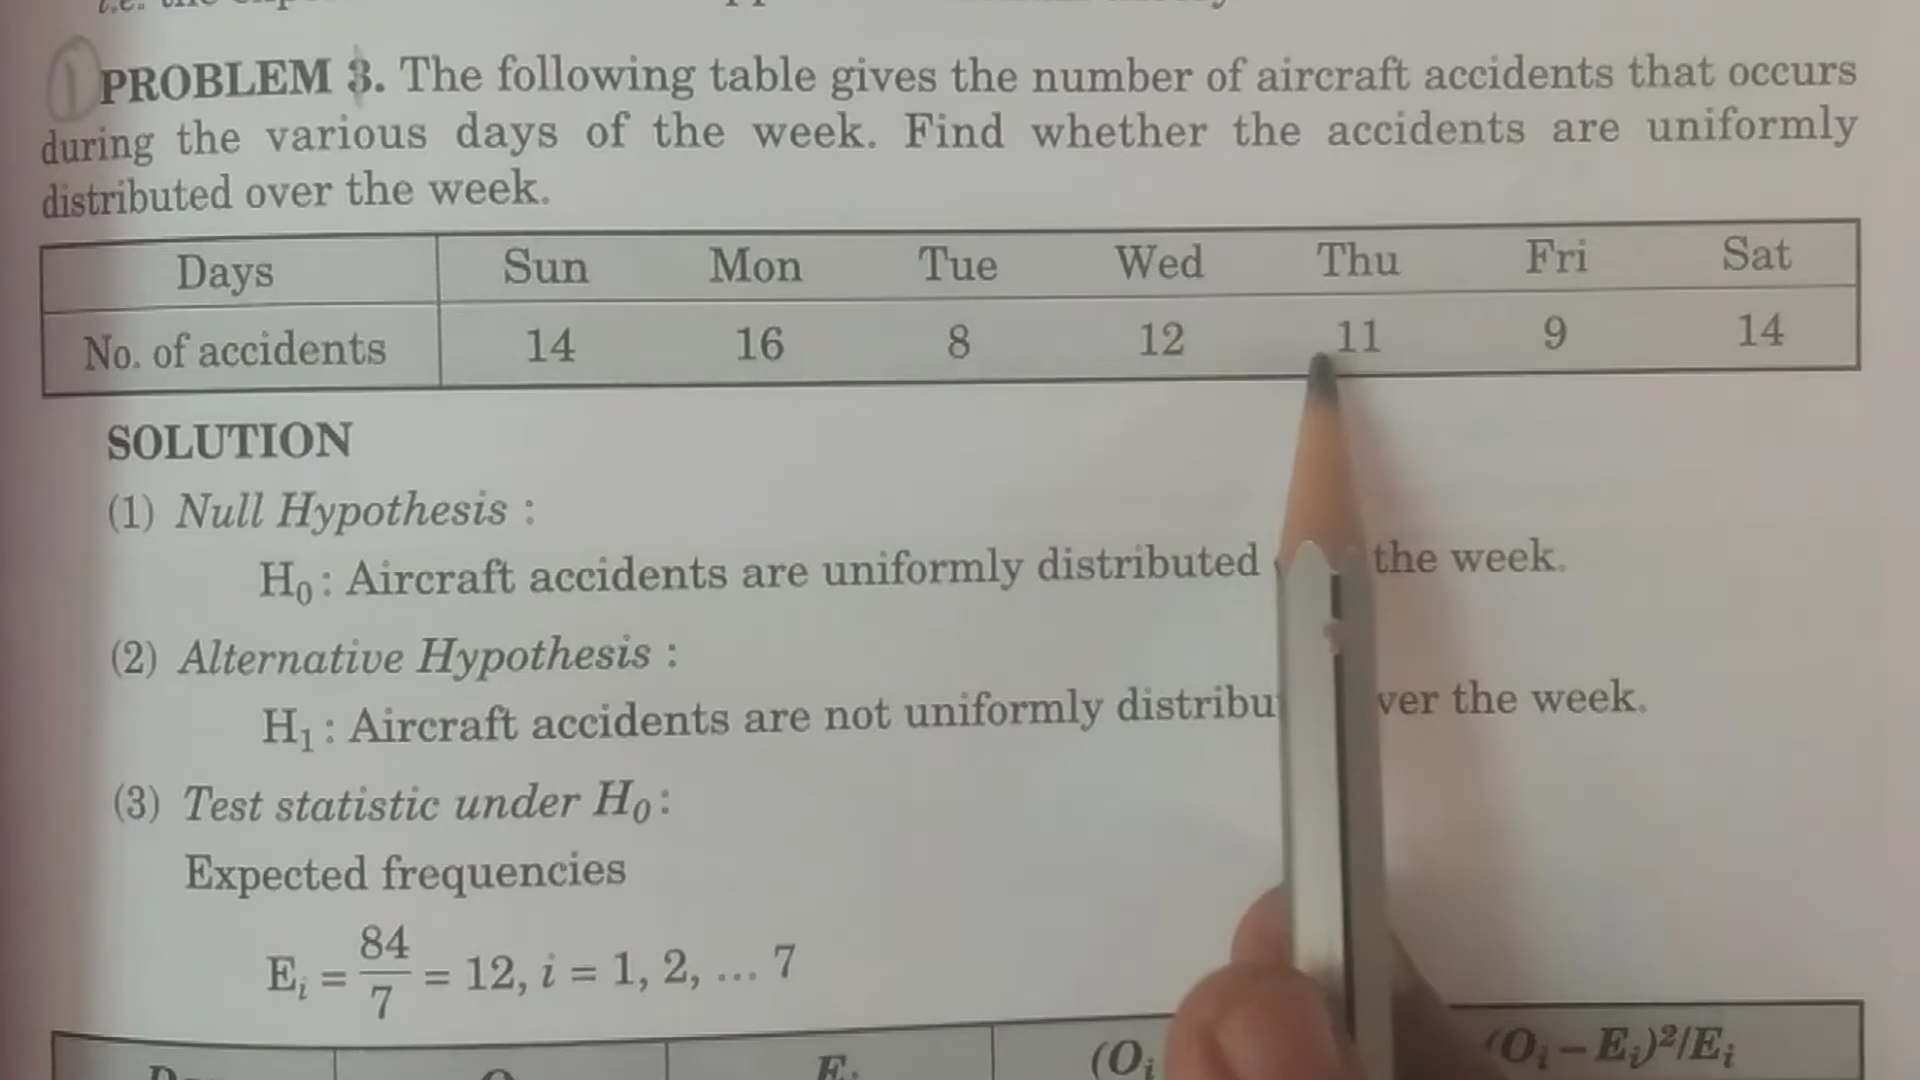 PROBLEM 3. The following table gives the number of aircraft accidents that occurs
during the various days of the week. Find whether the accidents are uniformly
distributed over the week.
Days Sun Mon Tue Wed Thu Fri Sat
No. of accidents 14 16 8 12 11 9 14
SOLUTION
(1) Null Hypothesis :
H₀ : Aircraft accidents are uniformly distributed the week.
(2) Alternative Hypothesis :
H₁ : Aircraft accidents are not uniformly distribu ver the week.
(3) Test statistic under H₀ :
Expected frequencies
Eᵢ = 84/7 = 12, i = 1, 2, ... 7
(Oᵢ (Oᵢ – Eᵢ)²/Eᵢ